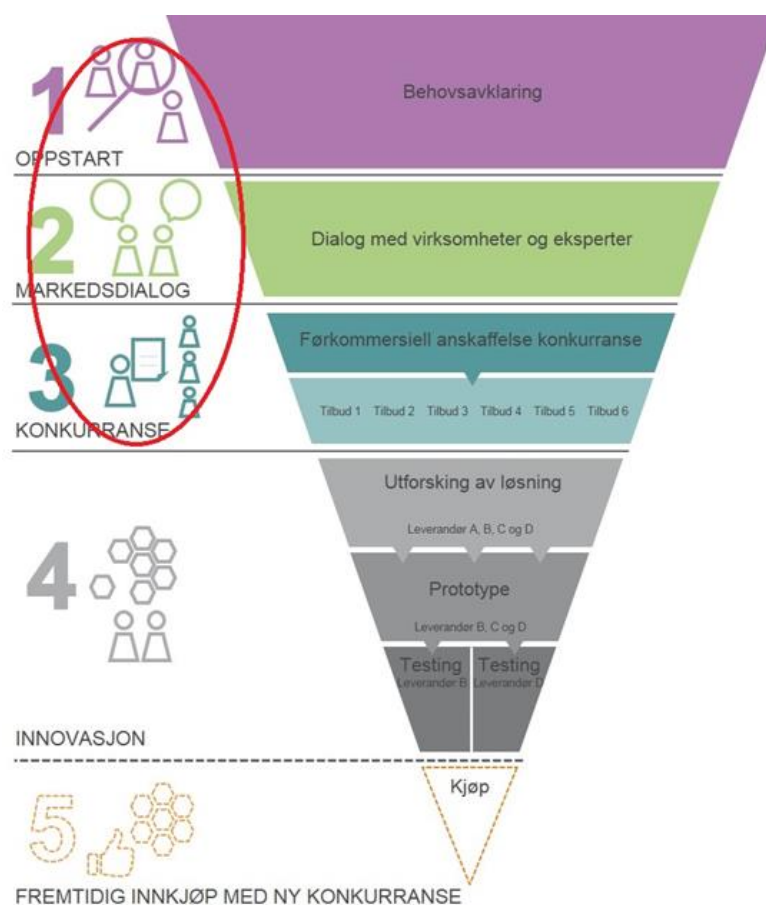 1
Behovsavklaring
OPPSTART
2
Dialog med virksomheter og eksperter
MARKEDSDIALOG
3
Førkommersiell anskaffelse konkurranse
Tilbud 1 Tilbud 2 Tilbud 3 Tilbud 4 Tilbud 5 Tilbud 6
KONKURRANSE
4
Utforsking av løsning
Leverandør A, B, C og D
Prototype
Leverandør B, C og D
Testing Testing
Leverandør B Leverandør D
INNOVASJON
5
Kjøp
FREMTIDIG INNKJØP MED NY KONKURRANSE